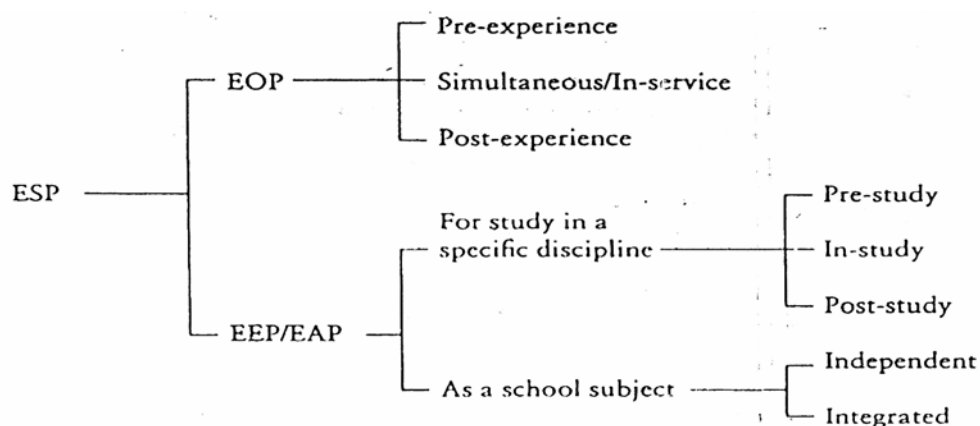 Pre-experience
EOP
Simultaneous/In-service
Post-experience
ESP
For study in a
specific discipline
Pre-study
In-study
Post-study
EEP/EAP
As a school subject
Independent
Integrated